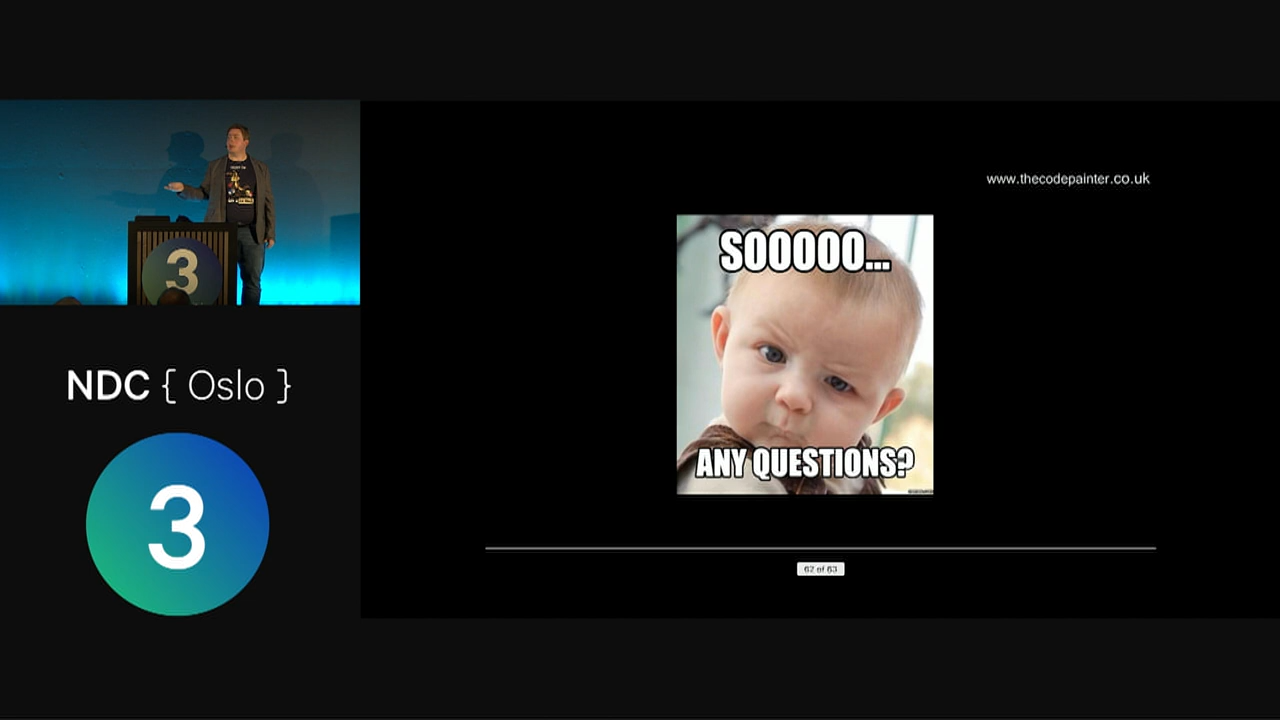 3
NDC { Oslo }
3
www.thecodepainter.co.uk
SOOOOO...
ANY QUESTIONS?
62 of 63